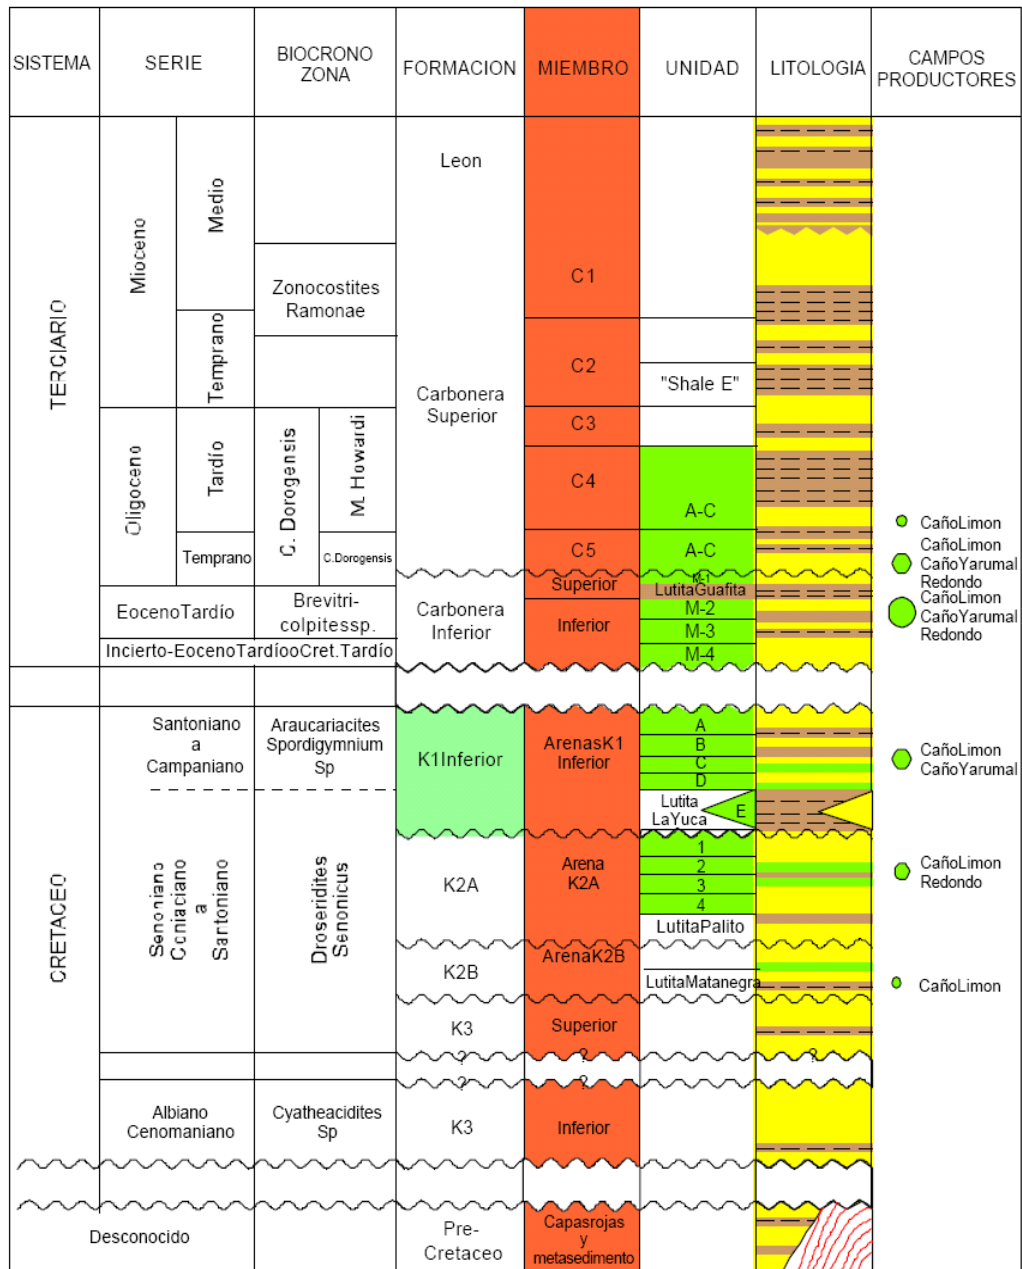 SISTEMA
SERIE
BIOCRONO
ZONA
FORMACION
MIEMBRO
UNIDAD
LITOLOGIA
CAMPOS
PRODUCTORES
TERCIARIO
Mioceno
Medio
Temprano
Zonocostites
Ramonae
Leon
C1
C2
"Shale E"
Carbonera
Superior
C3
Oligoceno
Tardío
Temprano
C. Dorogensis
M. Howardi
C.Dorogensis
C4
A-C
C5
A-C
CañoLimon
CañoLimon
CañoYarumal
Redondo
CañoLimon
CañoYarumal
Redondo
EocenoTardío
Brevitri-
colpitessp.
Incierto-EocenoTardíooCret.Tardío
Carbonera
Inferior
Superior
Inferior
M-1
LutitaGuafita
M-2
M-3
M-4
CRETACEO
Santoniano
a
Campaniano
Araucariacites
Spordigymnium
Sp
K1Inferior
ArenasK1
Inferior
A
B
C
D
Lutita
LaYuca
E
CañoLimon
CañoYarumal
Senoniano
Coniaciano
a
Santoniano
Droseridites
Senonicus
K2A
Arena
K2A
1
2
3
4
LutitaPalito
CañoLimon
Redondo
K2B
ArenaK2B
LutitaMatanegra
CañoLimon
K3
Superior
?
?
?
?
?
Albiano
Cenomaniano
Cyatheacidites
Sp
K3
Inferior
Desconocido
Pre-
Cretaceo
Capasrojas
y
metasedimento